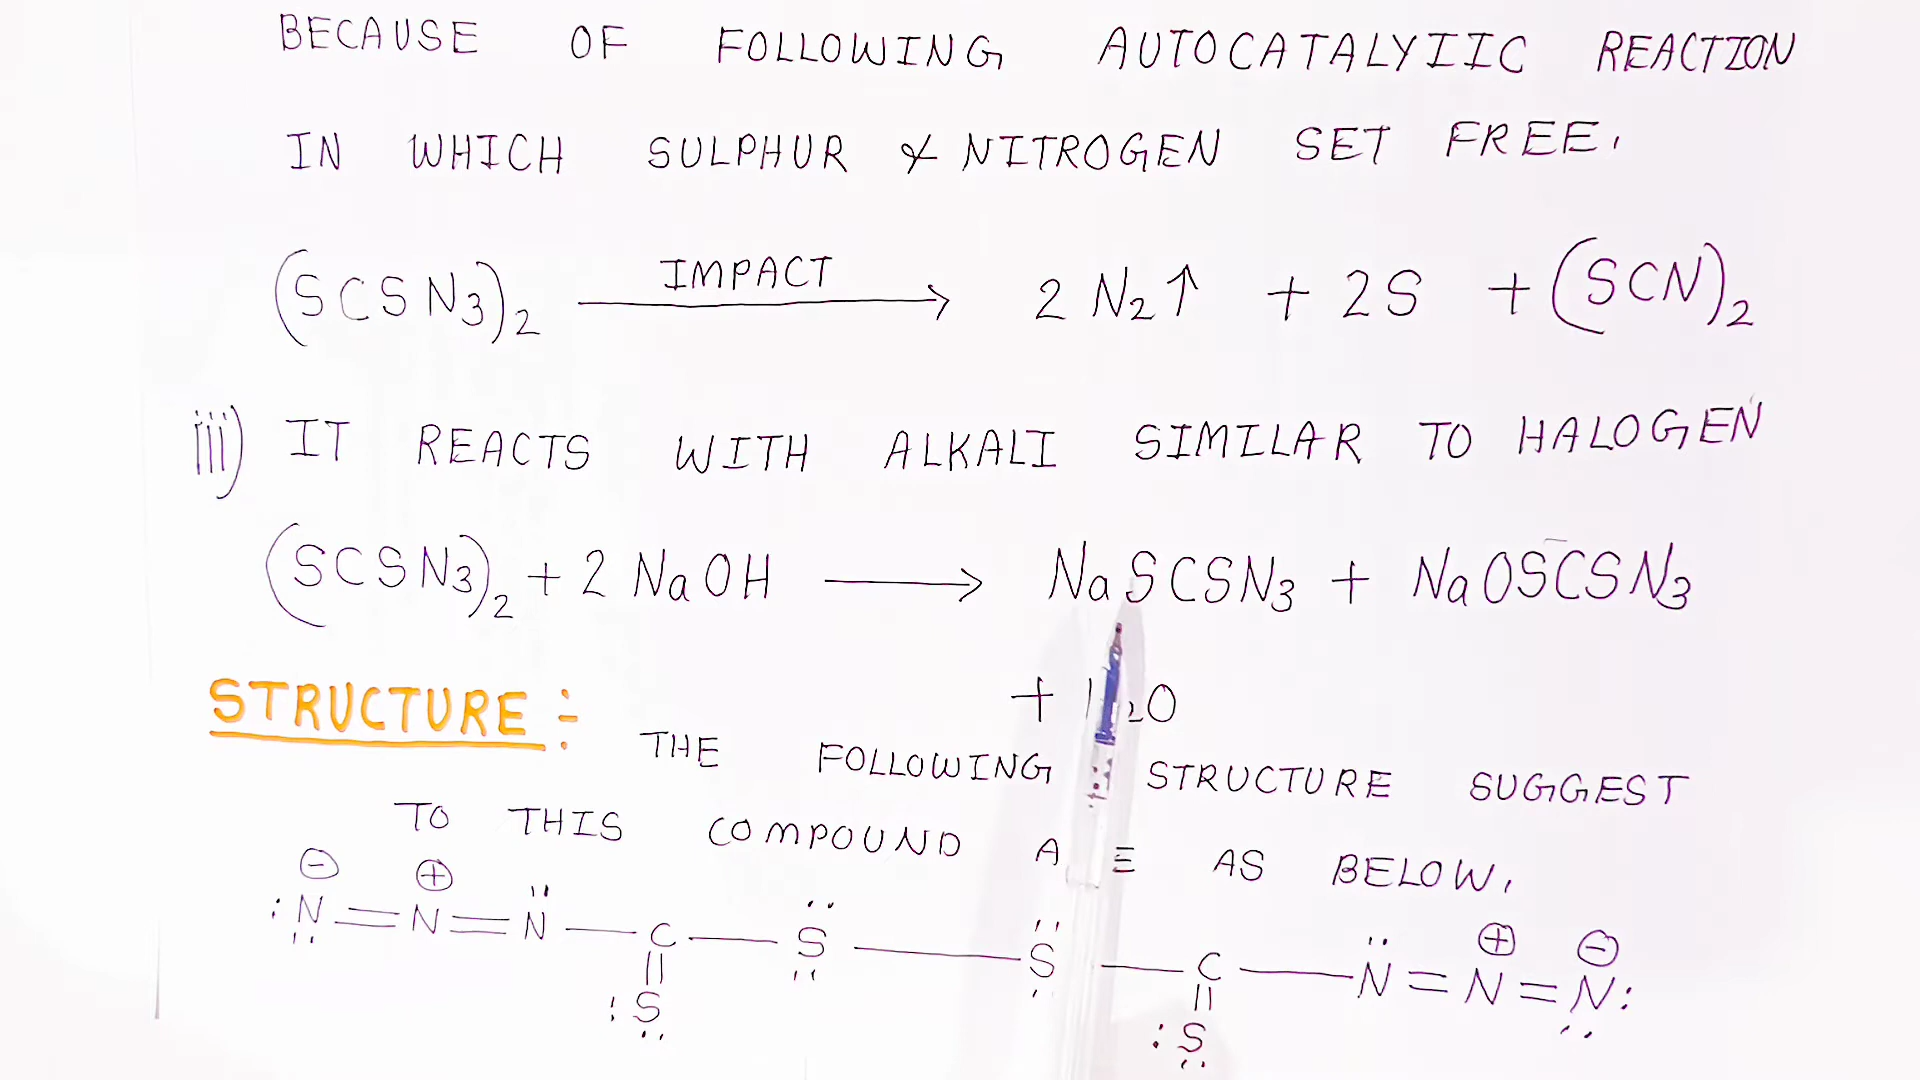 BECAUSE OF FOLLOWING AUTOCATALYIIC REACTION
IN WHICH SULPHUR & NITROGEN SET FREE.
(SCSN3)2 IMPACT → 2 N2↑ + 2S + (SCN)2
iii) IT REACTS WITH ALKALI SIMILAR TO HALOGEN
(SCSN3)2 + 2 NaOH → NaSCSN3 + NaOSCSN3
+ H2O
STRUCTURE :- THE FOLLOWING STRUCTURE SUGGEST
TO THIS COMPOUND ARE AS BELOW.
⊖ ⊕ ⊕ ⊖
:N = N = N — C — S — S — C — N = N = N:
:S :S